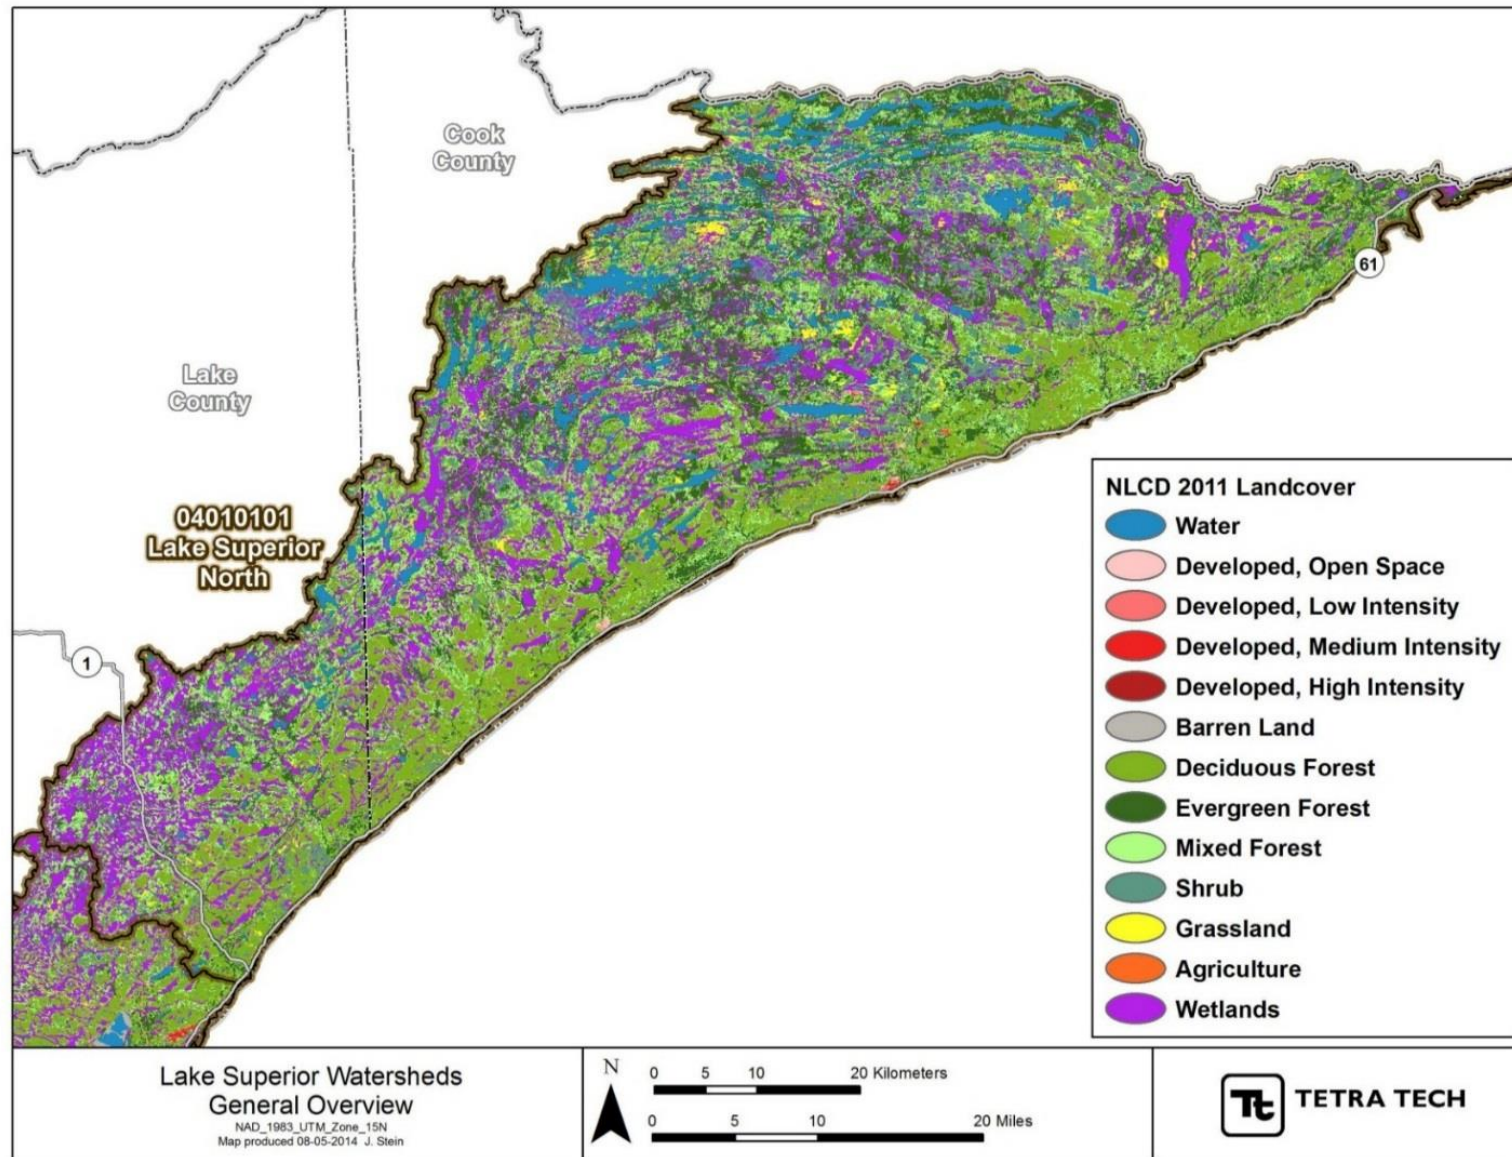 Cook
County
Lake
County
61
04010101
Lake Superior
North
1
NLCD 2011 Landcover
Water
Developed, Open Space
Developed, Low Intensity
Developed, Medium Intensity
Developed, High Intensity
Barren Land
Deciduous Forest
Evergreen Forest
Mixed Forest
Shrub
Grassland
Agriculture
Wetlands
Lake Superior Watersheds
General Overview
NAD_1983_UTM_Zone_15N
Map produced 08-05-2014 J. Stein
N
0 5 10 20 Kilometers
0 5 10 20 Miles
Tt TETRA TECH